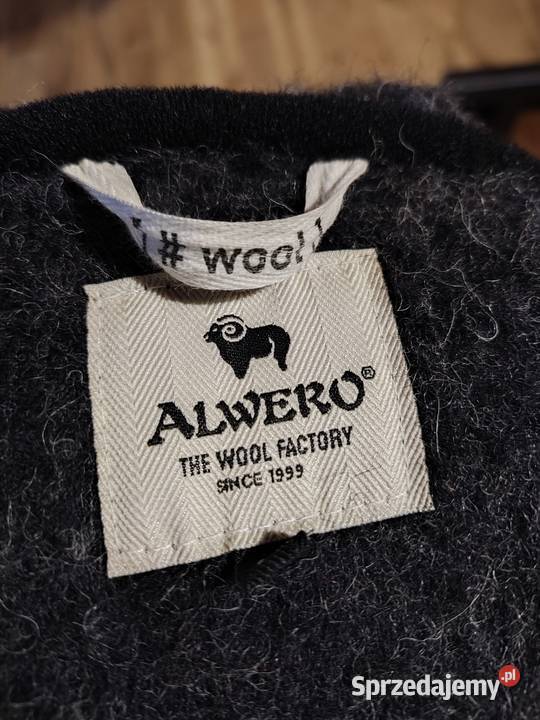 # wool
ALWERO®
THE WOOL FACTORY
SINCE 1999
Sprzedajemy.pl